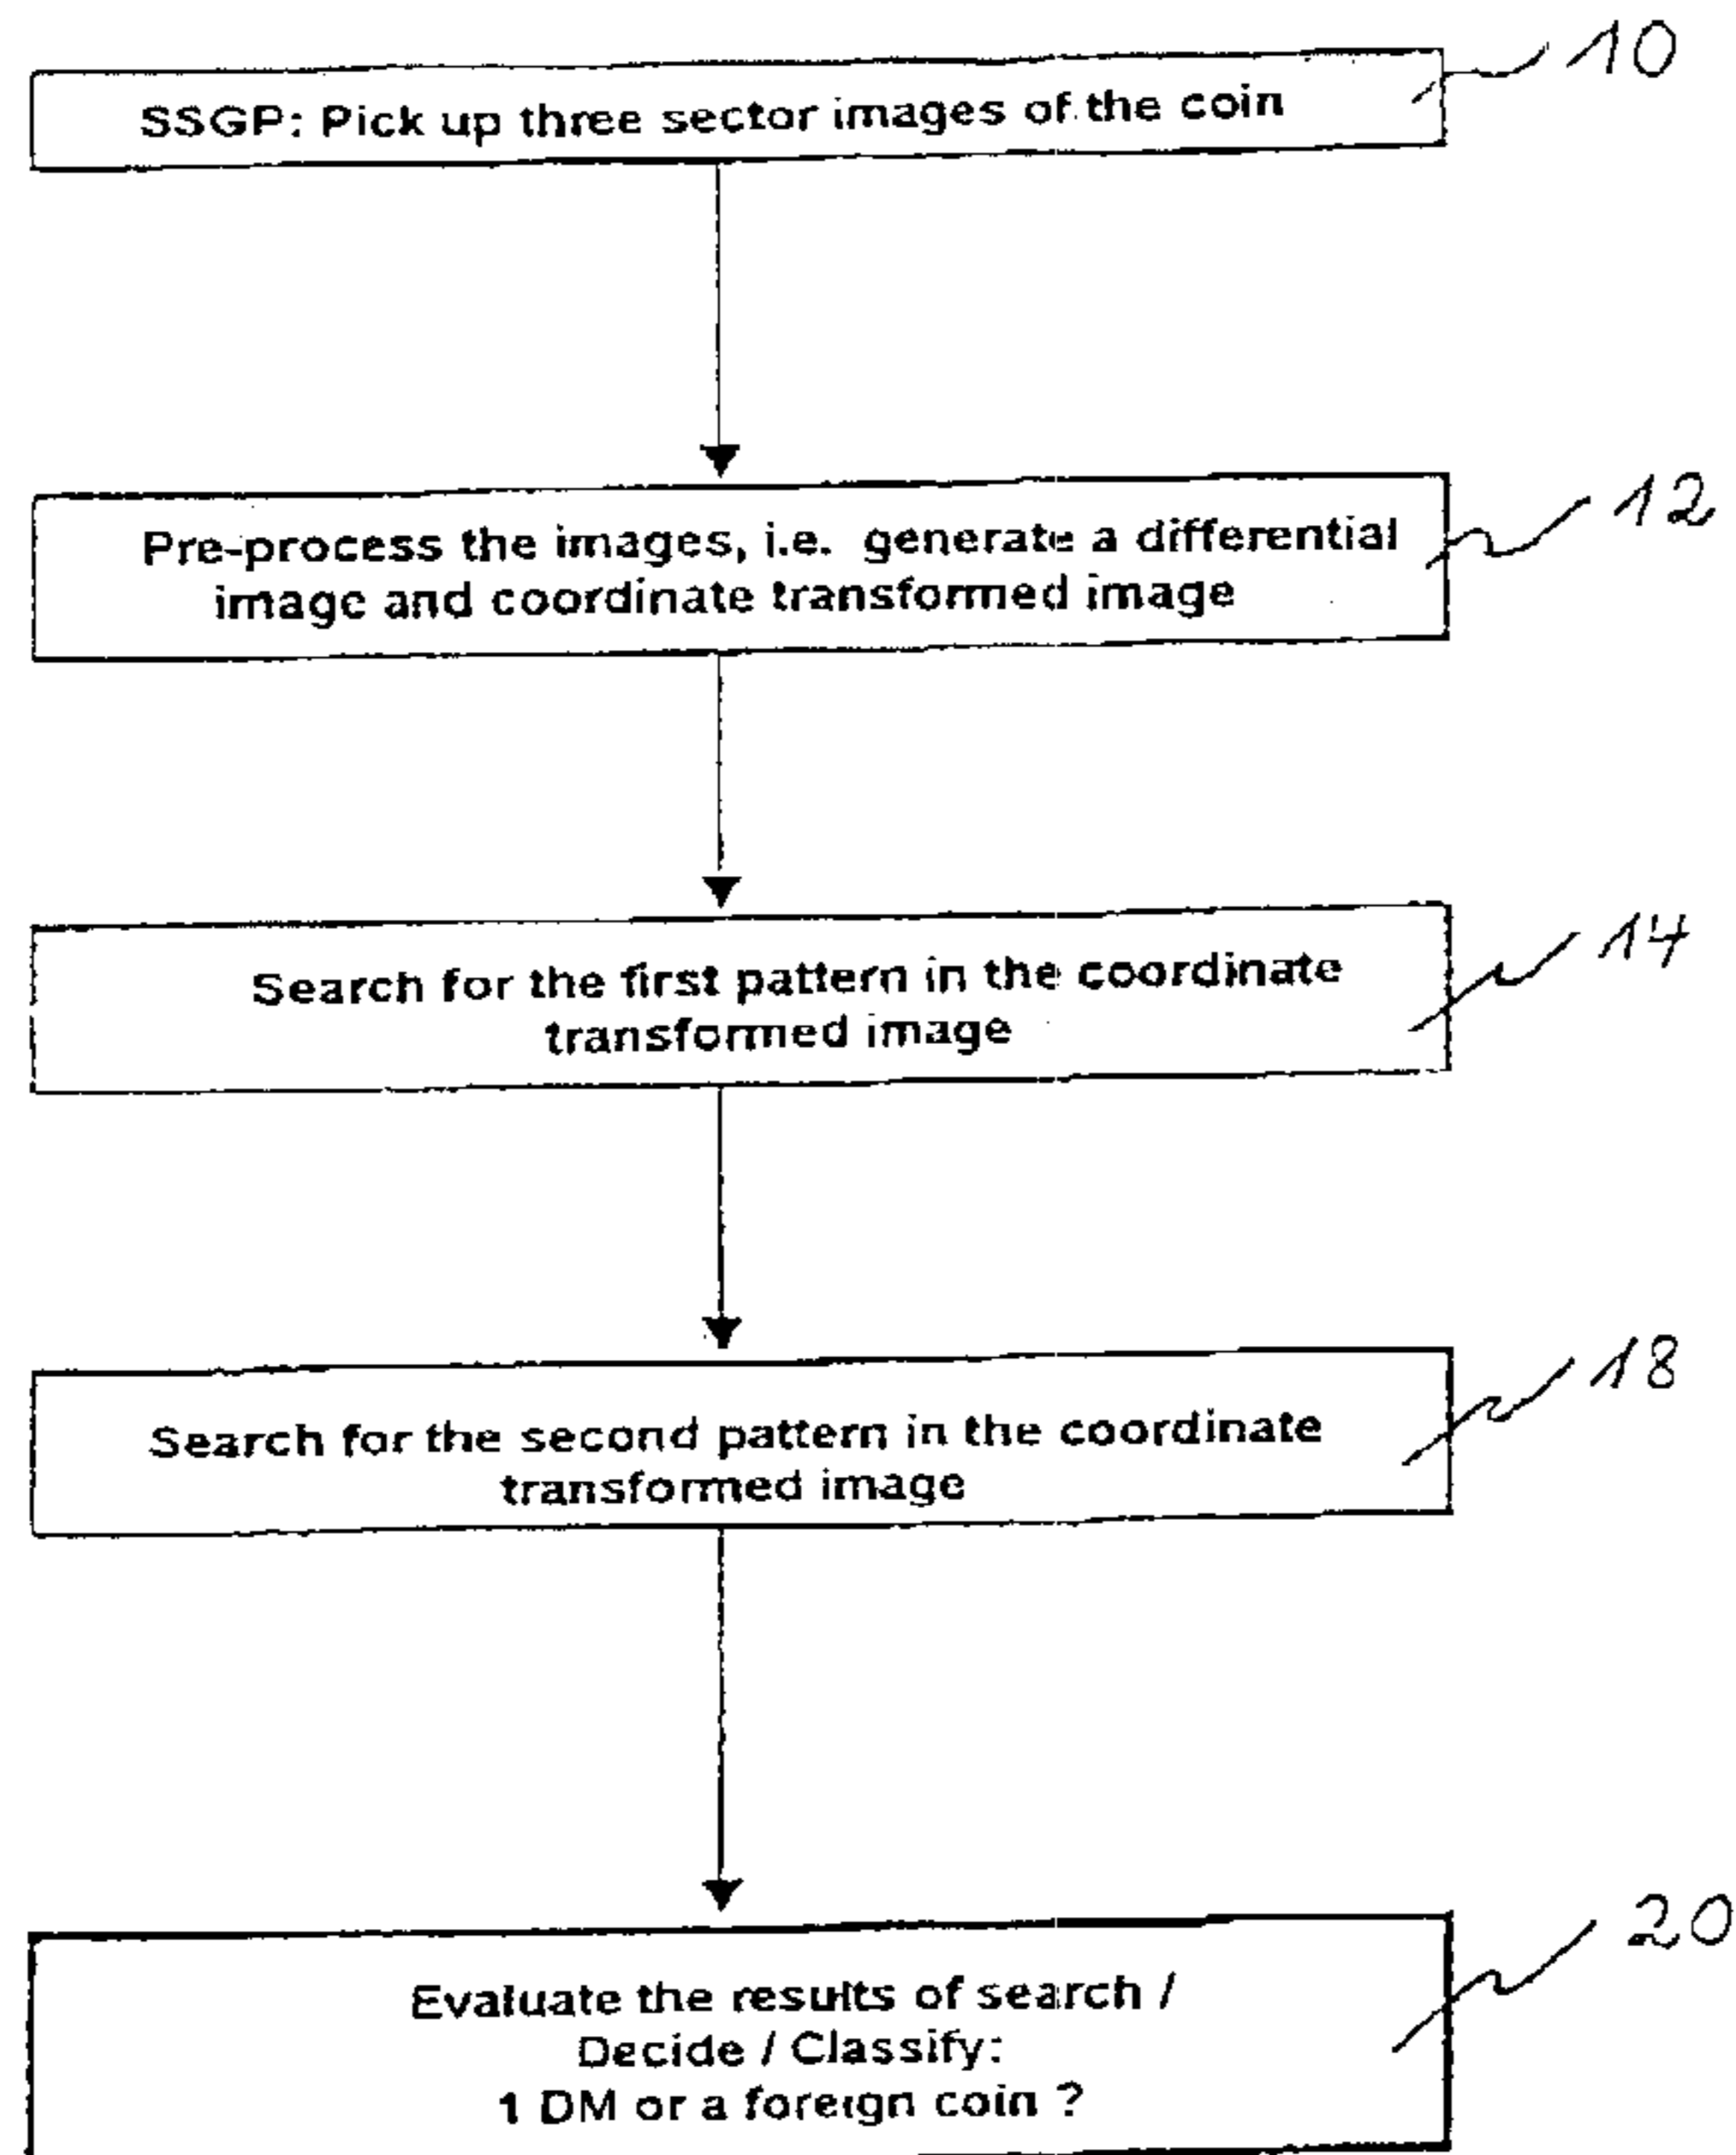 10
SSGP: Pick up three sector images of the coin
12
Pre-process the images, i.e. generate a differential
image and coordinate transformed image
14
Search for the first pattern in the coordinate
transformed image
18
Search for the second pattern in the coordinate
transformed image
20
Evaluate the results of search /
Decide / Classify:
1 DM or a foreign coin ?